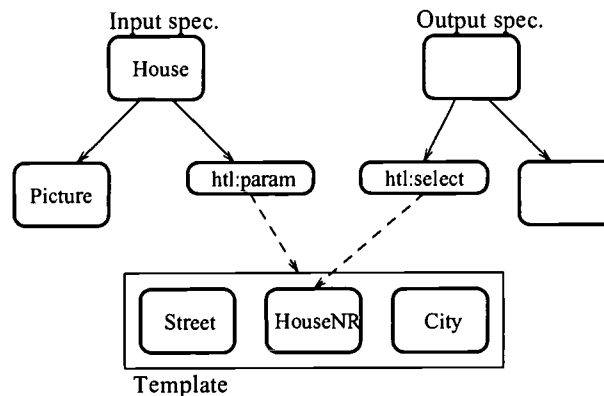 Input spec.
Output spec.
House
Picture
htl:param
htl:select
Street
HouseNR
City
Template